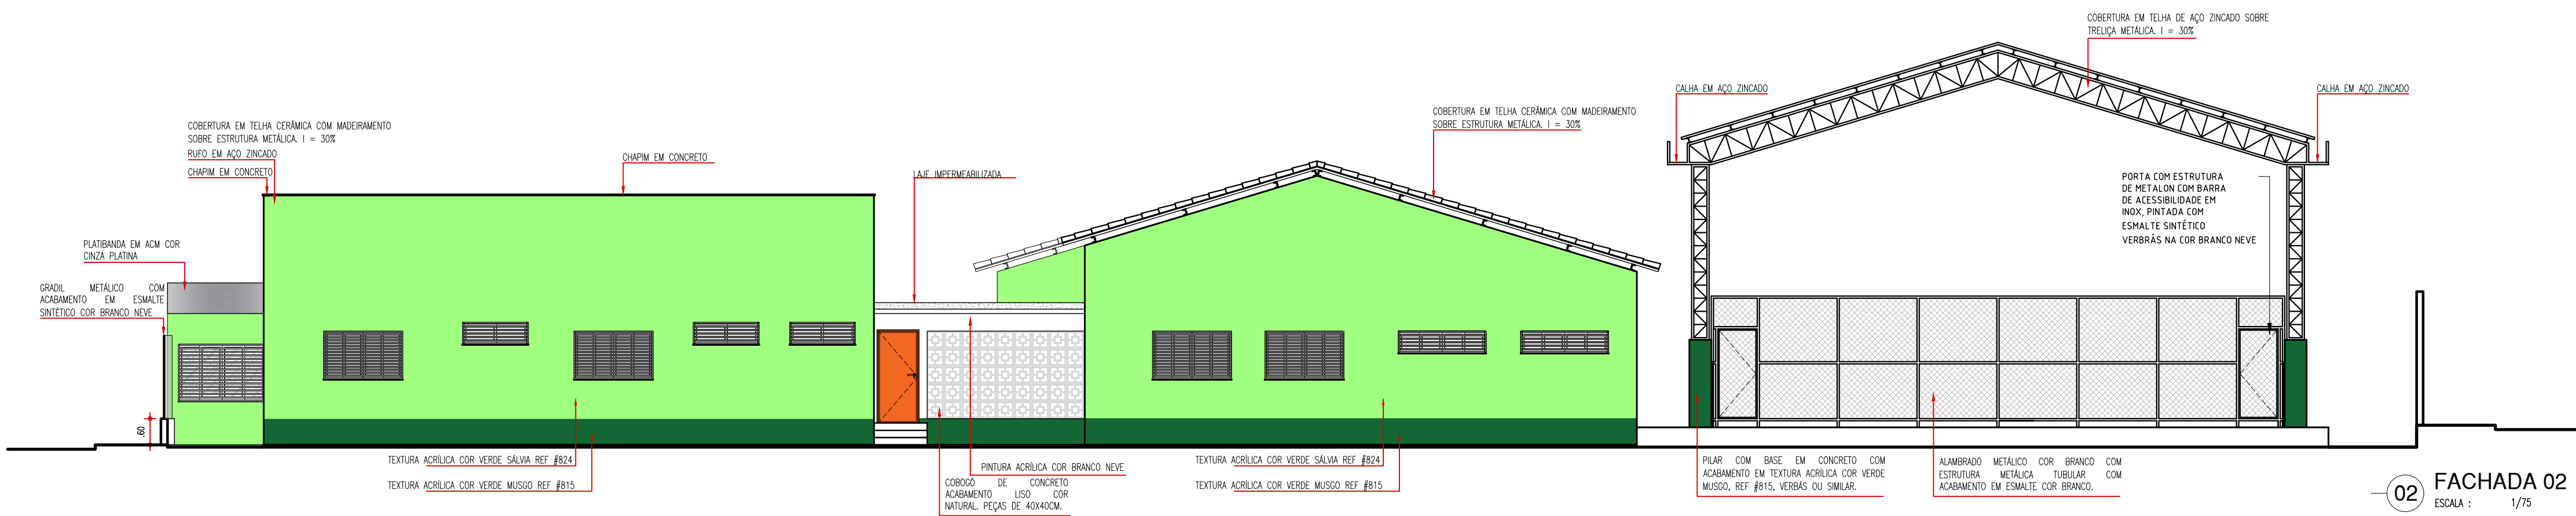 COBERTURA EM TELHA DE AÇO ZINCADO SOBRE
TRELIÇA METÁLICA. I = 30%
CALHA EM AÇO ZINCADO
CALHA EM AÇO ZINCADO
COBERTURA EM TELHA CERÂMICA COM MADEIRAMENTO
SOBRE ESTRUTURA METÁLICA. I = 30%
COBERTURA EM TELHA CERÂMICA COM MADEIRAMENTO
SOBRE ESTRUTURA METÁLICA. I = 30%
RUFO EM AÇO ZINCADO
CHAPIM EM CONCRETO
CHAPIM EM CONCRETO
LAJE IMPERMEABILIZADA
PORTA COM ESTRUTURA
DE METALON COM BARRA
DE ACESSIBILIDADE EM
INOX, PINTADA COM
ESMALTE SINTÉTICO
VERBRÁS NA COR BRANCO NEVE
PLATIBANDA EM ACM COR
CINZA PLATINA
GRADIL METÁLICO COM
ACABAMENTO EM ESMALTE
SINTÉTICO COR BRANCO NEVE
.60
TEXTURA ACRÍLICA COR VERDE SÁLVIA REF #824
TEXTURA ACRÍLICA COR VERDE MUSGO REF #815
PINTURA ACRÍLICA COR BRANCO NEVE
COBOGÓ DE CONCRETO
ACABAMENTO LISO COR
NATURAL. PEÇAS DE 40X40CM.
TEXTURA ACRÍLICA COR VERDE SÁLVIA REF #824
TEXTURA ACRÍLICA COR VERDE MUSGO REF #815
PILAR COM BASE EM CONCRETO COM
ACABAMENTO EM TEXTURA ACRÍLICA COR VERDE
MUSGO, REF #815, VERBÁS OU SIMILAR.
ALAMBRADO METÁLICO COR BRANCO COM
ESTRUTURA METÁLICA TUBULAR COM
ACABAMENTO EM ESMALTE COR BRANCO.
02
FACHADA 02
ESCALA : 1/75